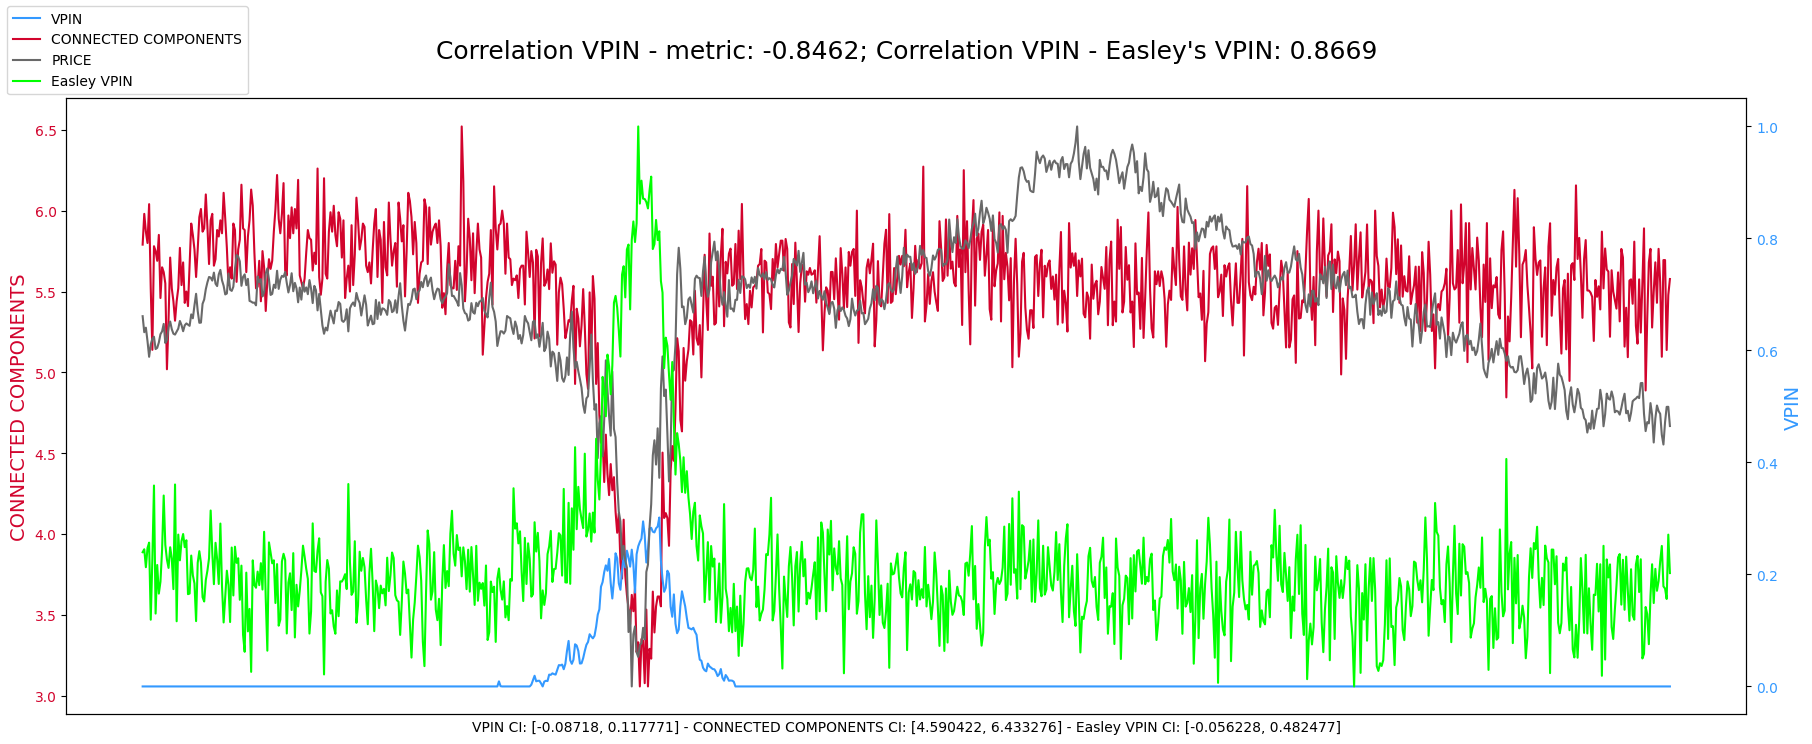 VPIN
CONNECTED COMPONENTS
PRICE
Easley VPIN
Correlation VPIN - metric: -0.8462; Correlation VPIN - Easley's VPIN: 0.8669
CONNECTED COMPONENTS
6.5
6.0
5.5
5.0
4.5
4.0
3.5
3.0
1.0
0.8
0.6
0.4
0.2
0.0
VPIN
VPIN CI: [-0.08718, 0.117771] - CONNECTED COMPONENTS CI: [4.590422, 6.433276] - Easley VPIN CI: [-0.056228, 0.482477]